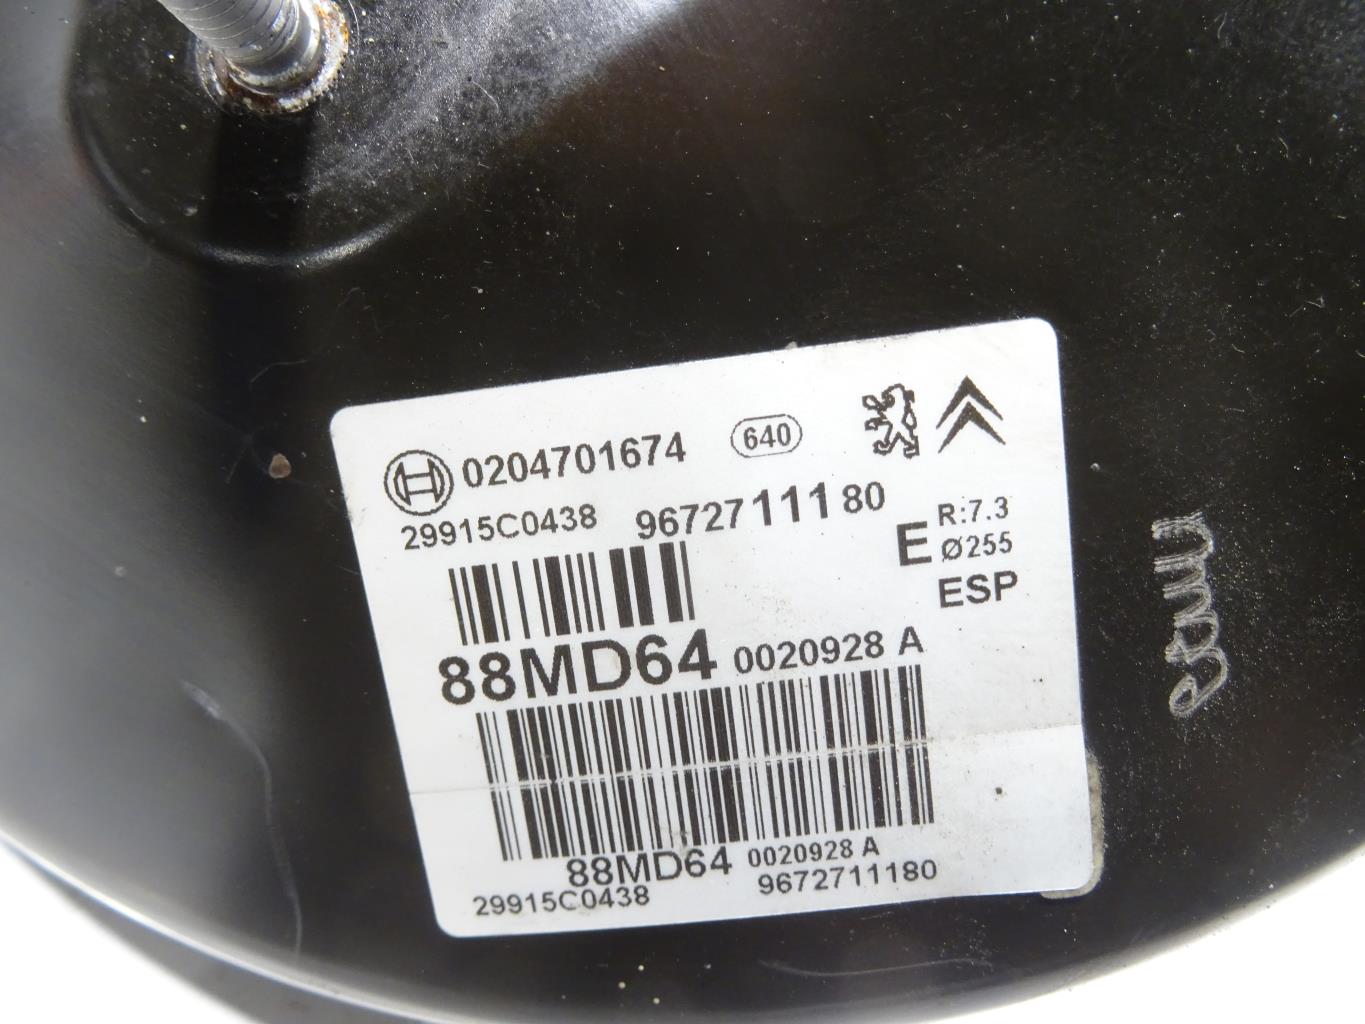 0204701674 640
29915C0438 9672711180
E R:7.3
Ø255
ESP
88MD64 0020928 A
88MD64 0020928 A
29915C0438 9672711180